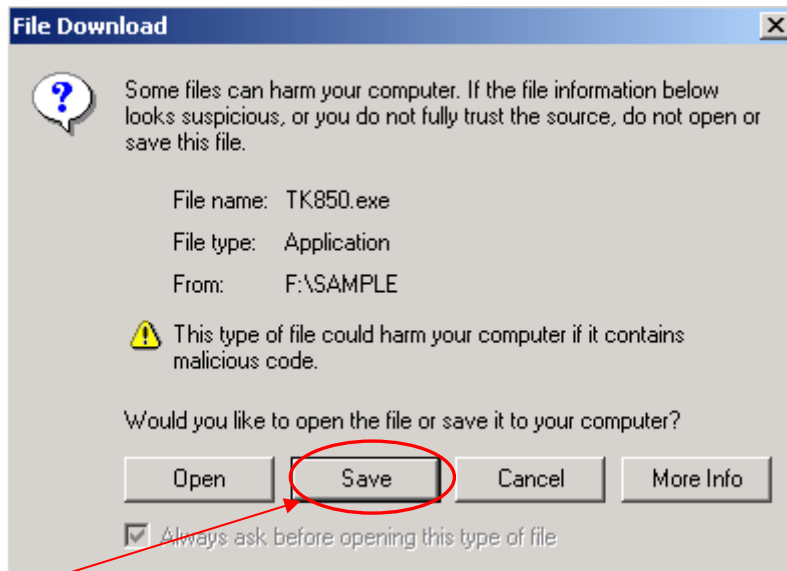 File Download
Some files can harm your computer. If the file information below
looks suspicious, or you do not fully trust the source, do not open or
save this file.
File name: TK850.exe
File type: Application
From: F:\SAMPLE
This type of file could harm your computer if it contains
malicious code.
Would you like to open the file or save it to your computer?
Open Save Cancel More Info
Always ask before opening this type of file